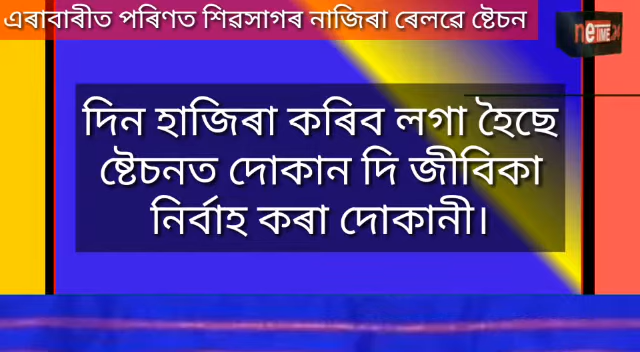 এৰাবাৰীত পৰিণত শিৱসাগৰ নাজিৰা ৰেলৱে ষ্টেচন
দিন হাজিৰা কৰিব লগা হৈছে
ষ্টেচনত দোকান দি জীবিকা
নিৰ্বাহ কৰা দোকানী।